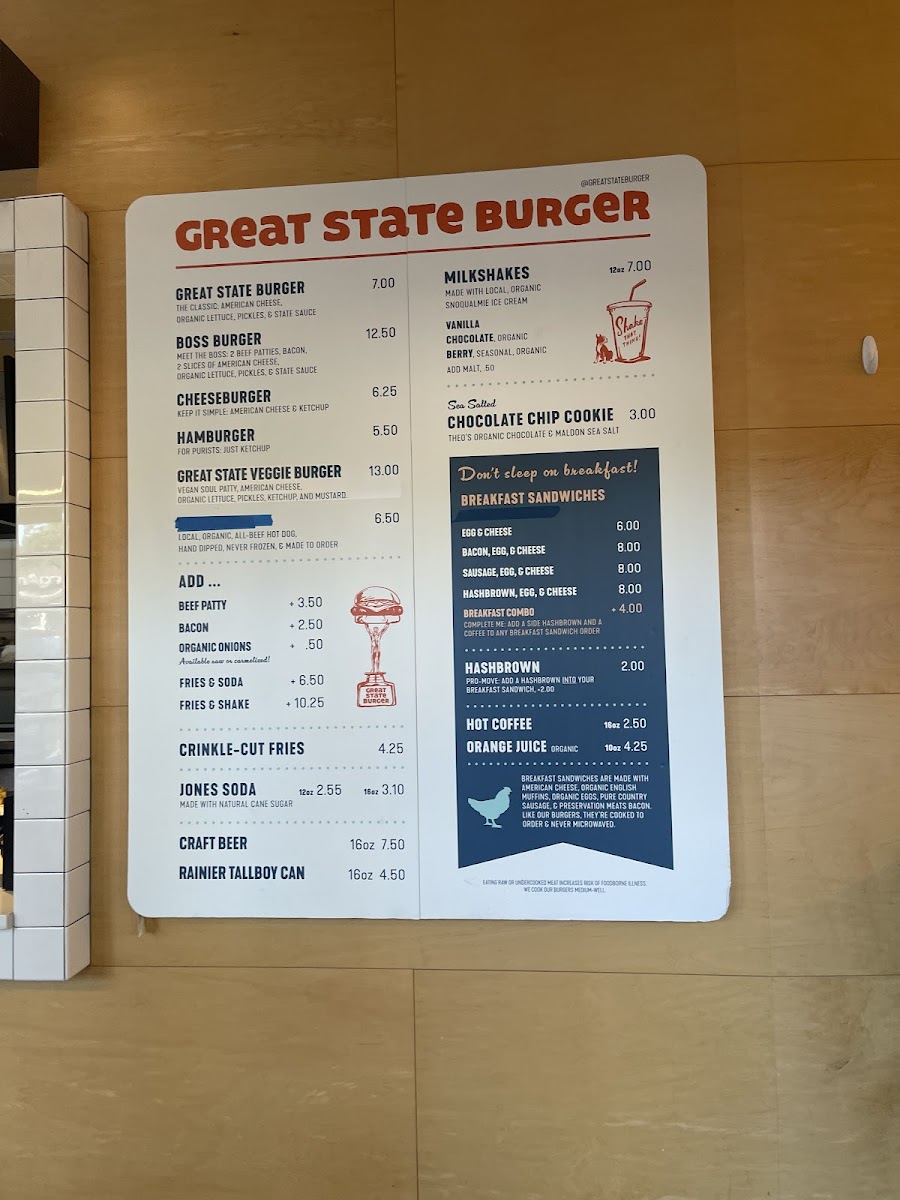 @GREATSTATEBURGER
GREAT STATE BURGER
GREAT STATE BURGER 7.00
THE CLASSIC: AMERICAN CHEESE,
ORGANIC LETTUCE, PICKLES, & STATE SAUCE
BOSS BURGER 12.50
MEET THE BOSS: 2 BEEF PATTIES, BACON,
2 SLICES OF AMERICAN CHEESE,
ORGANIC LETTUCE, PICKLES, & STATE SAUCE
CHEESEBURGER 6.25
KEEP IT SIMPLE: AMERICAN CHEESE & KETCHUP
HAMBURGER 5.50
FOR PURISTS: JUST KETCHUP
GREAT STATE VEGGIE BURGER 13.00
VEGAN SOUL PATTY, AMERICAN CHEESE,
ORGANIC LETTUCE, PICKLES, KETCHUP, AND MUSTARD.
6.50
LOCAL, ORGANIC, ALL-BEEF HOT DOG,
HAND DIPPED, NEVER FROZEN, & MADE TO ORDER
ADD ...
BEEF PATTY + 3.50
BACON + 2.50
ORGANIC ONIONS + .50
Available raw or carmelized!
FRIES & SODA + 6.50
FRIES & SHAKE + 10.25
GREAT
STATE
BURGER
CRINKLE-CUT FRIES 4.25
JONES SODA 12oz 2.55 16oz 3.10
MADE WITH NATURAL CANE SUGAR
CRAFT BEER 16oz 7.50
RAINIER TALLBOY CAN 16oz 4.50
MILKSHAKES 12oz 7.00
MADE WITH LOCAL, ORGANIC
SNOQUALMIE ICE CREAM
VANILLA
CHOCOLATE, ORGANIC
BERRY, SEASONAL, ORGANIC
ADD MALT, .50
Shake
THAT
THING!
Sea Salted
CHOCOLATE CHIP COOKIE 3.00
THEO'S ORGANIC CHOCOLATE & MALDON SEA SALT
Don't sleep on breakfast!
BREAKFAST SANDWICHES
EGG & CHEESE 6.00
BACON, EGG, & CHEESE 8.00
SAUSAGE, EGG, & CHEESE 8.00
HASHBROWN, EGG, & CHEESE 8.00
BREAKFAST COMBO + 4.00
COMPLETE ME: ADD A SIDE HASHBROWN AND A
COFFEE TO ANY BREAKFAST SANDWICH ORDER
HASHBROWN 2.00
PRO-MOVE: ADD A HASHBROWN INTO YOUR
BREAKFAST SANDWICH, +2.00
HOT COFFEE 16oz 2.50
ORANGE JUICE ORGANIC 10oz 4.25
BREAKFAST SANDWICHES ARE MADE WITH
AMERICAN CHEESE, ORGANIC ENGLISH
MUFFINS, ORGANIC EGGS, PURE COUNTRY
SAUSAGE, & PRESERVATION MEATS BACON.
LIKE OUR BURGERS, THEY'RE COOKED TO
ORDER & NEVER MICROWAVED.
EATING RAW OR UNDERCOOKED MEAT INCREASES RISK OF FOODBORNE ILLNESS.
WE COOK OUR BURGERS MEDIUM-WELL.